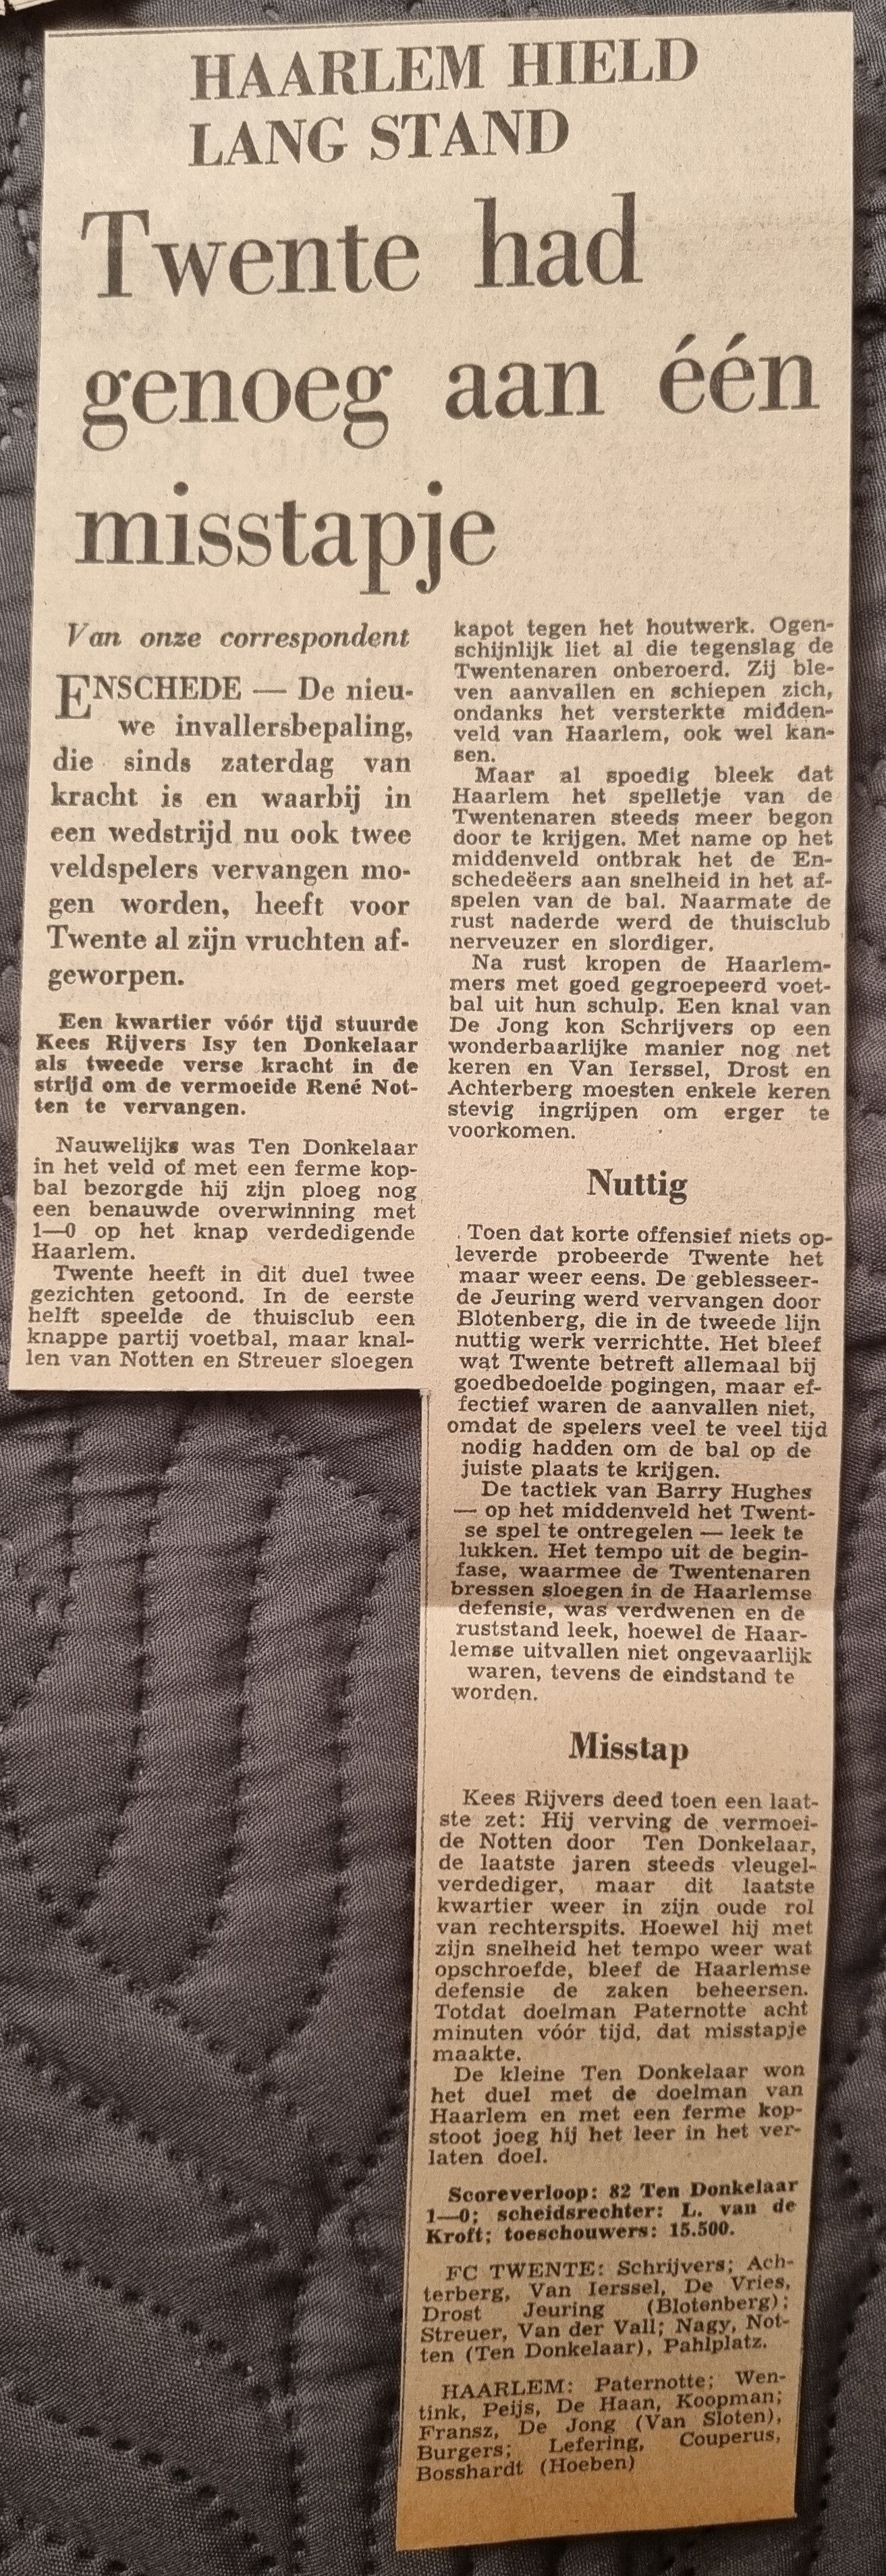 HAARLEM HIELD
LANG STAND
Twente had
genoeg aan één
misstapje
Van onze correspondent
ENSCHEDE — De nieu-
we invallersbepaling,
die sinds zaterdag van
kracht is en waarbij in
een wedstrijd nu ook twee
veldspelers vervangen mo-
gen worden, heeft voor
Twente al zijn vruchten af-
geworpen.
Een kwartier vóór tijd stuurde
Kees Rijvers Isy ten Donkelaar
als tweede verse kracht in de
strijd om de vermoeide René Not-
ten te vervangen.
Nauwelijks was Ten Donkelaar
in het veld of met een ferme kop-
bal bezorgde hij zijn ploeg nog
een benauwde overwinning met
1—0 op het knap verdedigende
Haarlem.
Twente heeft in dit duel twee
gezichten getoond. In de eerste
helft speelde de thuisclub een
knappe partij voetbal, maar knal-
len van Notten en Streuer sloegen
kapot tegen het houtwerk. Ogen-
schijnlijk liet al die tegenslag de
Twentenaren onberoerd. Zij ble-
ven aanvallen en schiepen zich,
ondanks het versterkte midden-
veld van Haarlem, ook wel kan-
sen.
Maar al spoedig bleek dat
Haarlem het spelletje van de
Twentenaren steeds meer begon
door te krijgen. Met name op het
middenveld ontbrak het de En-
schedeërs aan snelheid in het af-
spelen van de bal. Naarmate de
rust naderde werd de thuisclub
nerveuzer en slordiger.
Na rust kropen de Haarlem-
mers met goed gegroepeerd voet-
bal uit hun schulp. Een knal van
De Jong kon Schrijvers op een
wonderbaarlijke manier nog net
keren en Van Ierssel, Drost en
Achterberg moesten enkele keren
stevig ingrijpen om erger te
voorkomen.
Nuttig
Toen dat korte offensief niets op-
leverde probeerde Twente het
maar weer eens. De geblesseer-
de Jeuring werd vervangen door
Blotenberg, die in de tweede lijn
nuttig werk verrichtte. Het bleef
wat Twente betreft allemaal bij
goedbedoelde pogingen, maar ef-
fectief waren de aanvallen niet,
omdat de spelers veel te veel tijd
nodig hadden om de bal op de
juiste plaats te krijgen.
De tactiek van Barry Hughes
— op het middenveld het Twent-
se spel te ontregelen — leek te
lukken. Het tempo uit de begin-
fase, waarmee de Twentenaren
bressen sloegen in de Haarlemse
defensie, was verdwenen en de
ruststand leek, hoewel de Haar-
lemse uitvallen niet ongevaarlijk
waren, tevens de eindstand te
worden.
Misstap
Kees Rijvers deed toen een laat-
ste zet: Hij verving de vermoei-
de Notten door Ten Donkelaar,
de laatste jaren steeds vleugel-
verdediger, maar dit laatste
kwartier weer in zijn oude rol
van rechterspits. Hoewel hij met
zijn snelheid het tempo weer wat
opschroefde, bleef de Haarlemse
defensie de zaken beheersen.
Totdat doelman Paternotte acht
minuten vóór tijd, dat misstapje
maakte.
De kleine Ten Donkelaar won
het duel met de doelman van
Haarlem en met een ferme kop-
stoot joeg hij het leer in het ver-
laten doel.
Scoreverloop: 82 Ten Donkelaar
1—0; scheidsrechter: L. van de
Kroft; toeschouwers: 15.500.
FC TWENTE: Schrijvers; Ach-
terberg, Van Ierssel, De Vries,
Drost Jeuring (Blotenberg);
Streuer, Van der Vall; Nagy, Not-
ten (Ten Donkelaar), Pahlplatz.
HAARLEM: Paternotte; Wen-
tink, Peijs, De Haan, Koopman;
Fransz, De Jong (Van Sloten),
Burgers; Lefering, Couperus,
Bosshardt (Hoeben)